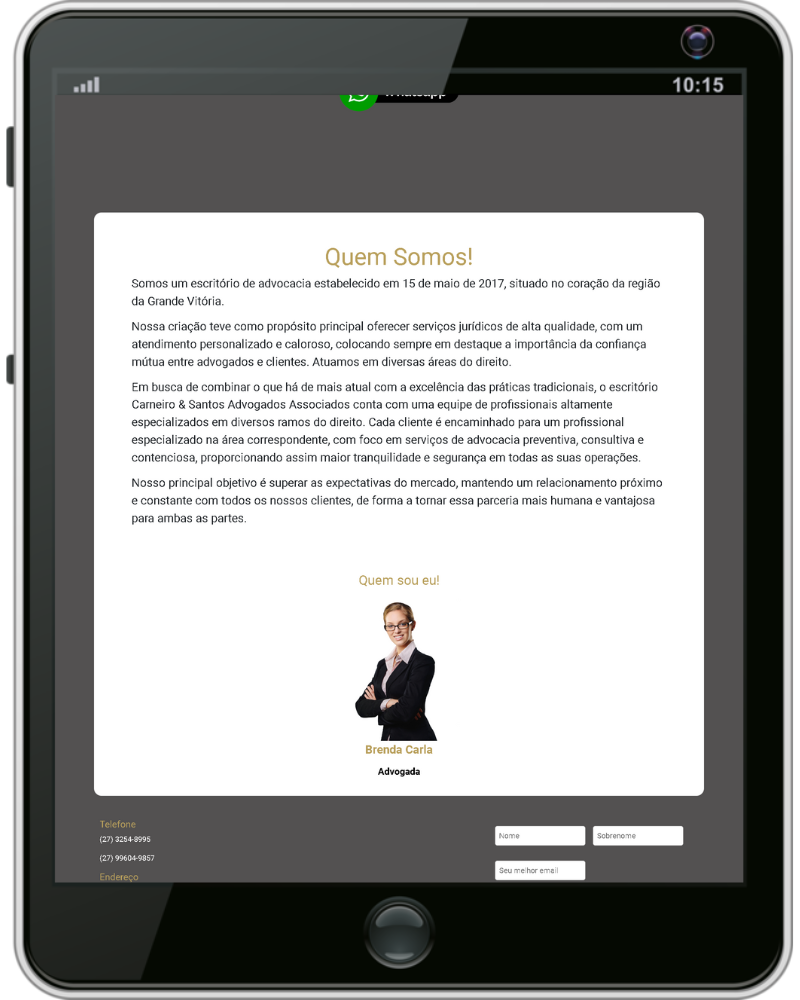 10:15
Whatsapp
Quem Somos!
Somos um escritório de advocacia estabelecido em 15 de maio de 2017, situado no coração da região
da Grande Vitória.
Nossa criação teve como propósito principal oferecer serviços jurídicos de alta qualidade, com um
atendimento personalizado e caloroso, colocando sempre em destaque a importância da confiança
mútua entre advogados e clientes. Atuamos em diversas áreas do direito.
Em busca de combinar o que há de mais atual com a excelência das práticas tradicionais, o escritório
Carneiro & Santos Advogados Associados conta com uma equipe de profissionais altamente
especializados em diversos ramos do direito. Cada cliente é encaminhado para um profissional
especializado na área correspondente, com foco em serviços de advocacia preventiva, consultiva e
contenciosa, proporcionando assim maior tranquilidade e segurança em todas as suas operações.
Nosso principal objetivo é superar as expectativas do mercado, mantendo um relacionamento próximo
e constante com todos os nossos clientes, de forma a tornar essa parceria mais humana e vantajosa
para ambas as partes.
Quem sou eu!
Brenda Carla
Advogada
Telefone
(27) 3254-8995
(27) 99604-9857
Endereço
Nome
Sobrenome
Seu melhor email